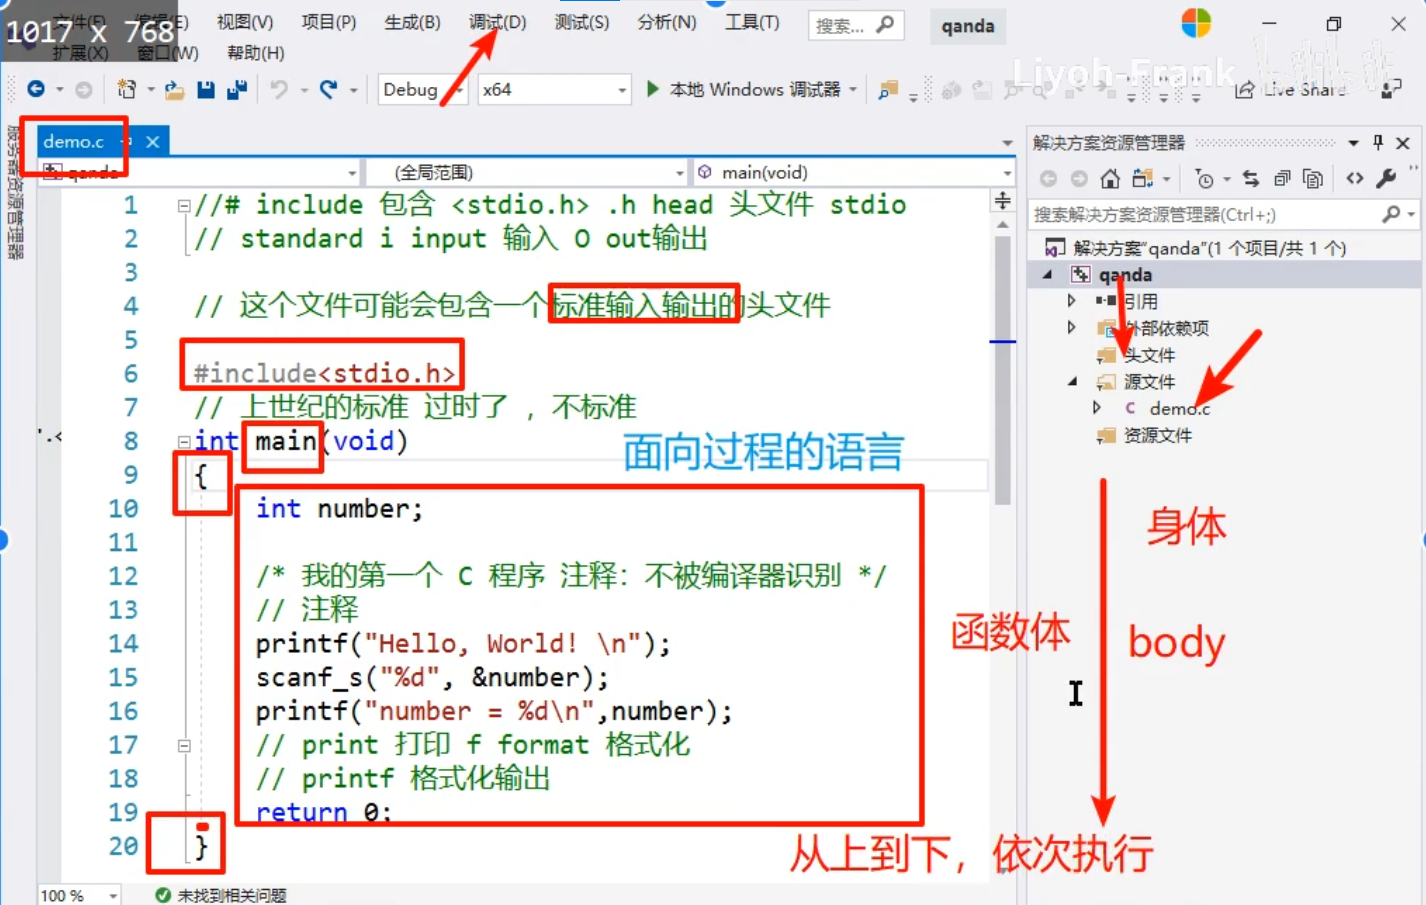 1017 x 768
文件(F) 编辑(E) 视图(V) 项目(P) 生成(B) 调试(D) 测试(S) 分析(N) 工具(T) 搜索... qanda
扩展(X) 窗口(W) 帮助(H)
Liyoh-Frank bilibili
Debug x64 本地 Windows 调试器 Live Share
服务器资源管理器
demo.c
qanda (全局范围) main(void)
1 //# include 包含 <stdio.h> .h head 头文件 stdio
2 // standard i input 输入 O out输出
3
4 // 这个文件可能会包含一个标准输入输出的头文件
5
6 #include<stdio.h>
7 // 上世纪的标准 过时了 , 不标准
8 int main(void)
面向过程的语言
9 {
10 int number;
11
12 /* 我的第一个 C 程序 注释: 不被编译器识别 */
13 // 注释
14 printf("Hello, World! \n");
15 scanf_s("%d", &number);
16 printf("number = %d\n",number);
17 // print 打印 f format 格式化
18 // printf 格式化输出
19 return 0;
20 }
函数体
身体
body
从上到下，依次执行
100 % 未找到相关问题
解决方案资源管理器
搜索解决方案资源管理器(Ctrl+;)
解决方案"qanda"(1 个项目/共 1 个)
qanda
引用
外部依赖项
头文件
源文件
C demo.c
资源文件